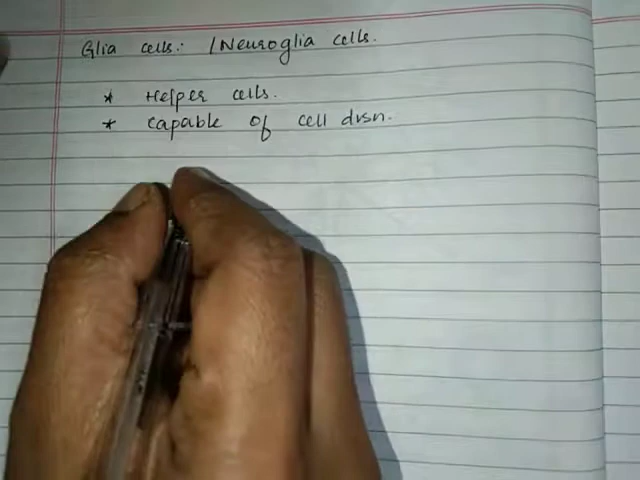 Glia cells: /Neuroglia cells.
* Helper cells.
* Capable of cell dvsn.